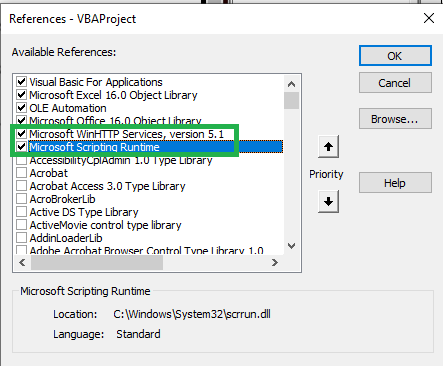 References - VBAProject
Available References:
Visual Basic For Applications
Microsoft Excel 16.0 Object Library
OLE Automation
Microsoft Office 16.0 Object Library
Microsoft WinHTTP Services, version 5.1
Microsoft Scripting Runtime
AccessibilityCplAdmin 1.0 Type Library
Acrobat
Acrobat Access 3.0 Type Library
AcroBrokerLib
Active DS Type Library
ActiveMovie control type library
AddinLoaderLib
Adobe Acrobat Browser Control Type Library 1.0
OK
Cancel
Browse...
Priority
Help
Microsoft Scripting Runtime
Location: C:\Windows\System32\scrrun.dll
Language: Standard